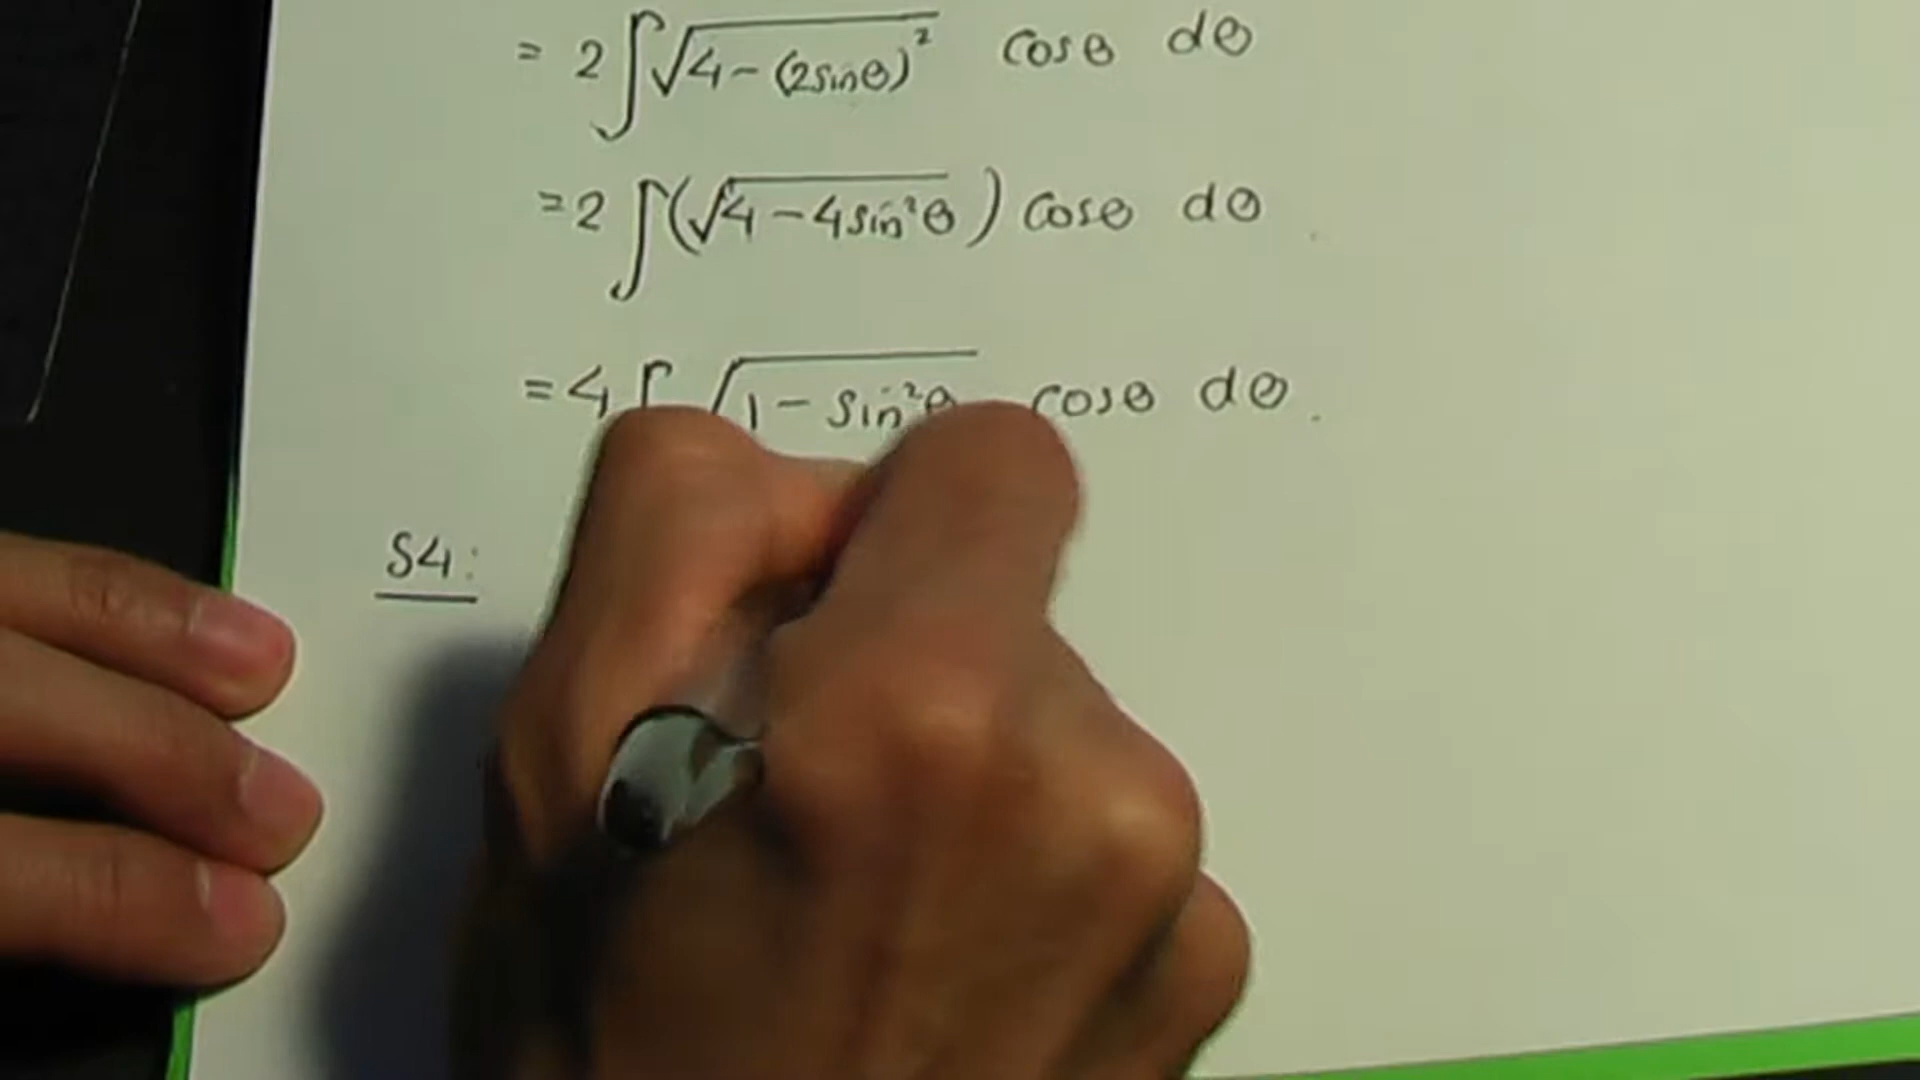 = 2 ∫ √4 − (2sinθ)² cosθ dθ
= 2 ∫ (√4 − 4sin²θ ) cosθ dθ
= 4 ∫ √1 − sin²θ cosθ dθ
S4: